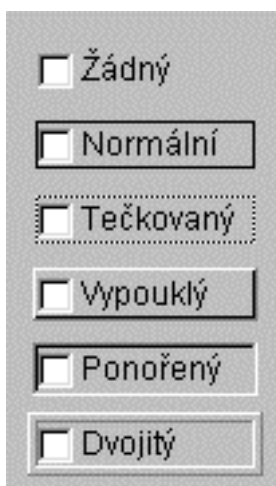 Žádný
Normální
Tečkovaný
Vypouklý
Ponořený
Dvojitý